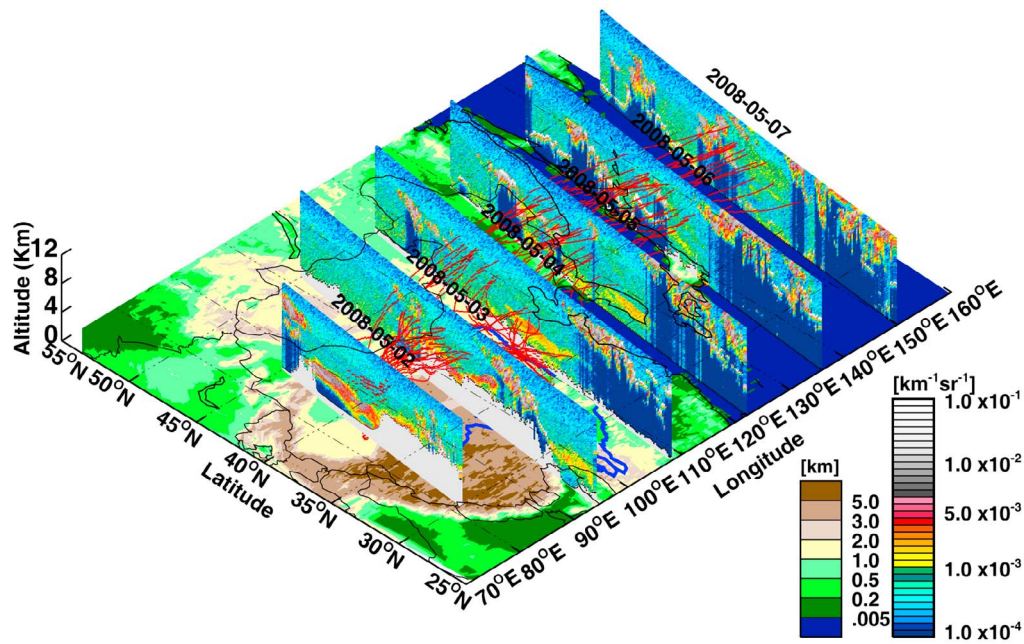 2008-05-07
2008-05-06
2008-05-05
2008-05-04
2008-05-03
2008-05-02
Altitude (Km)
12
8
4
0
55°N
50°N
45°N
40°N
35°N
30°N
25°N
Latitude
70°E
80°E
90°E
100°E
110°E
120°E
130°E
140°E
150°E
160°E
Longitude
[km]
5.0
3.0
2.0
1.0
0.5
0.2
.005
[km⁻¹sr⁻¹]
1.0 x10⁻¹
1.0 x10⁻²
5.0 x10⁻³
1.0 x10⁻³
1.0 x10⁻⁴